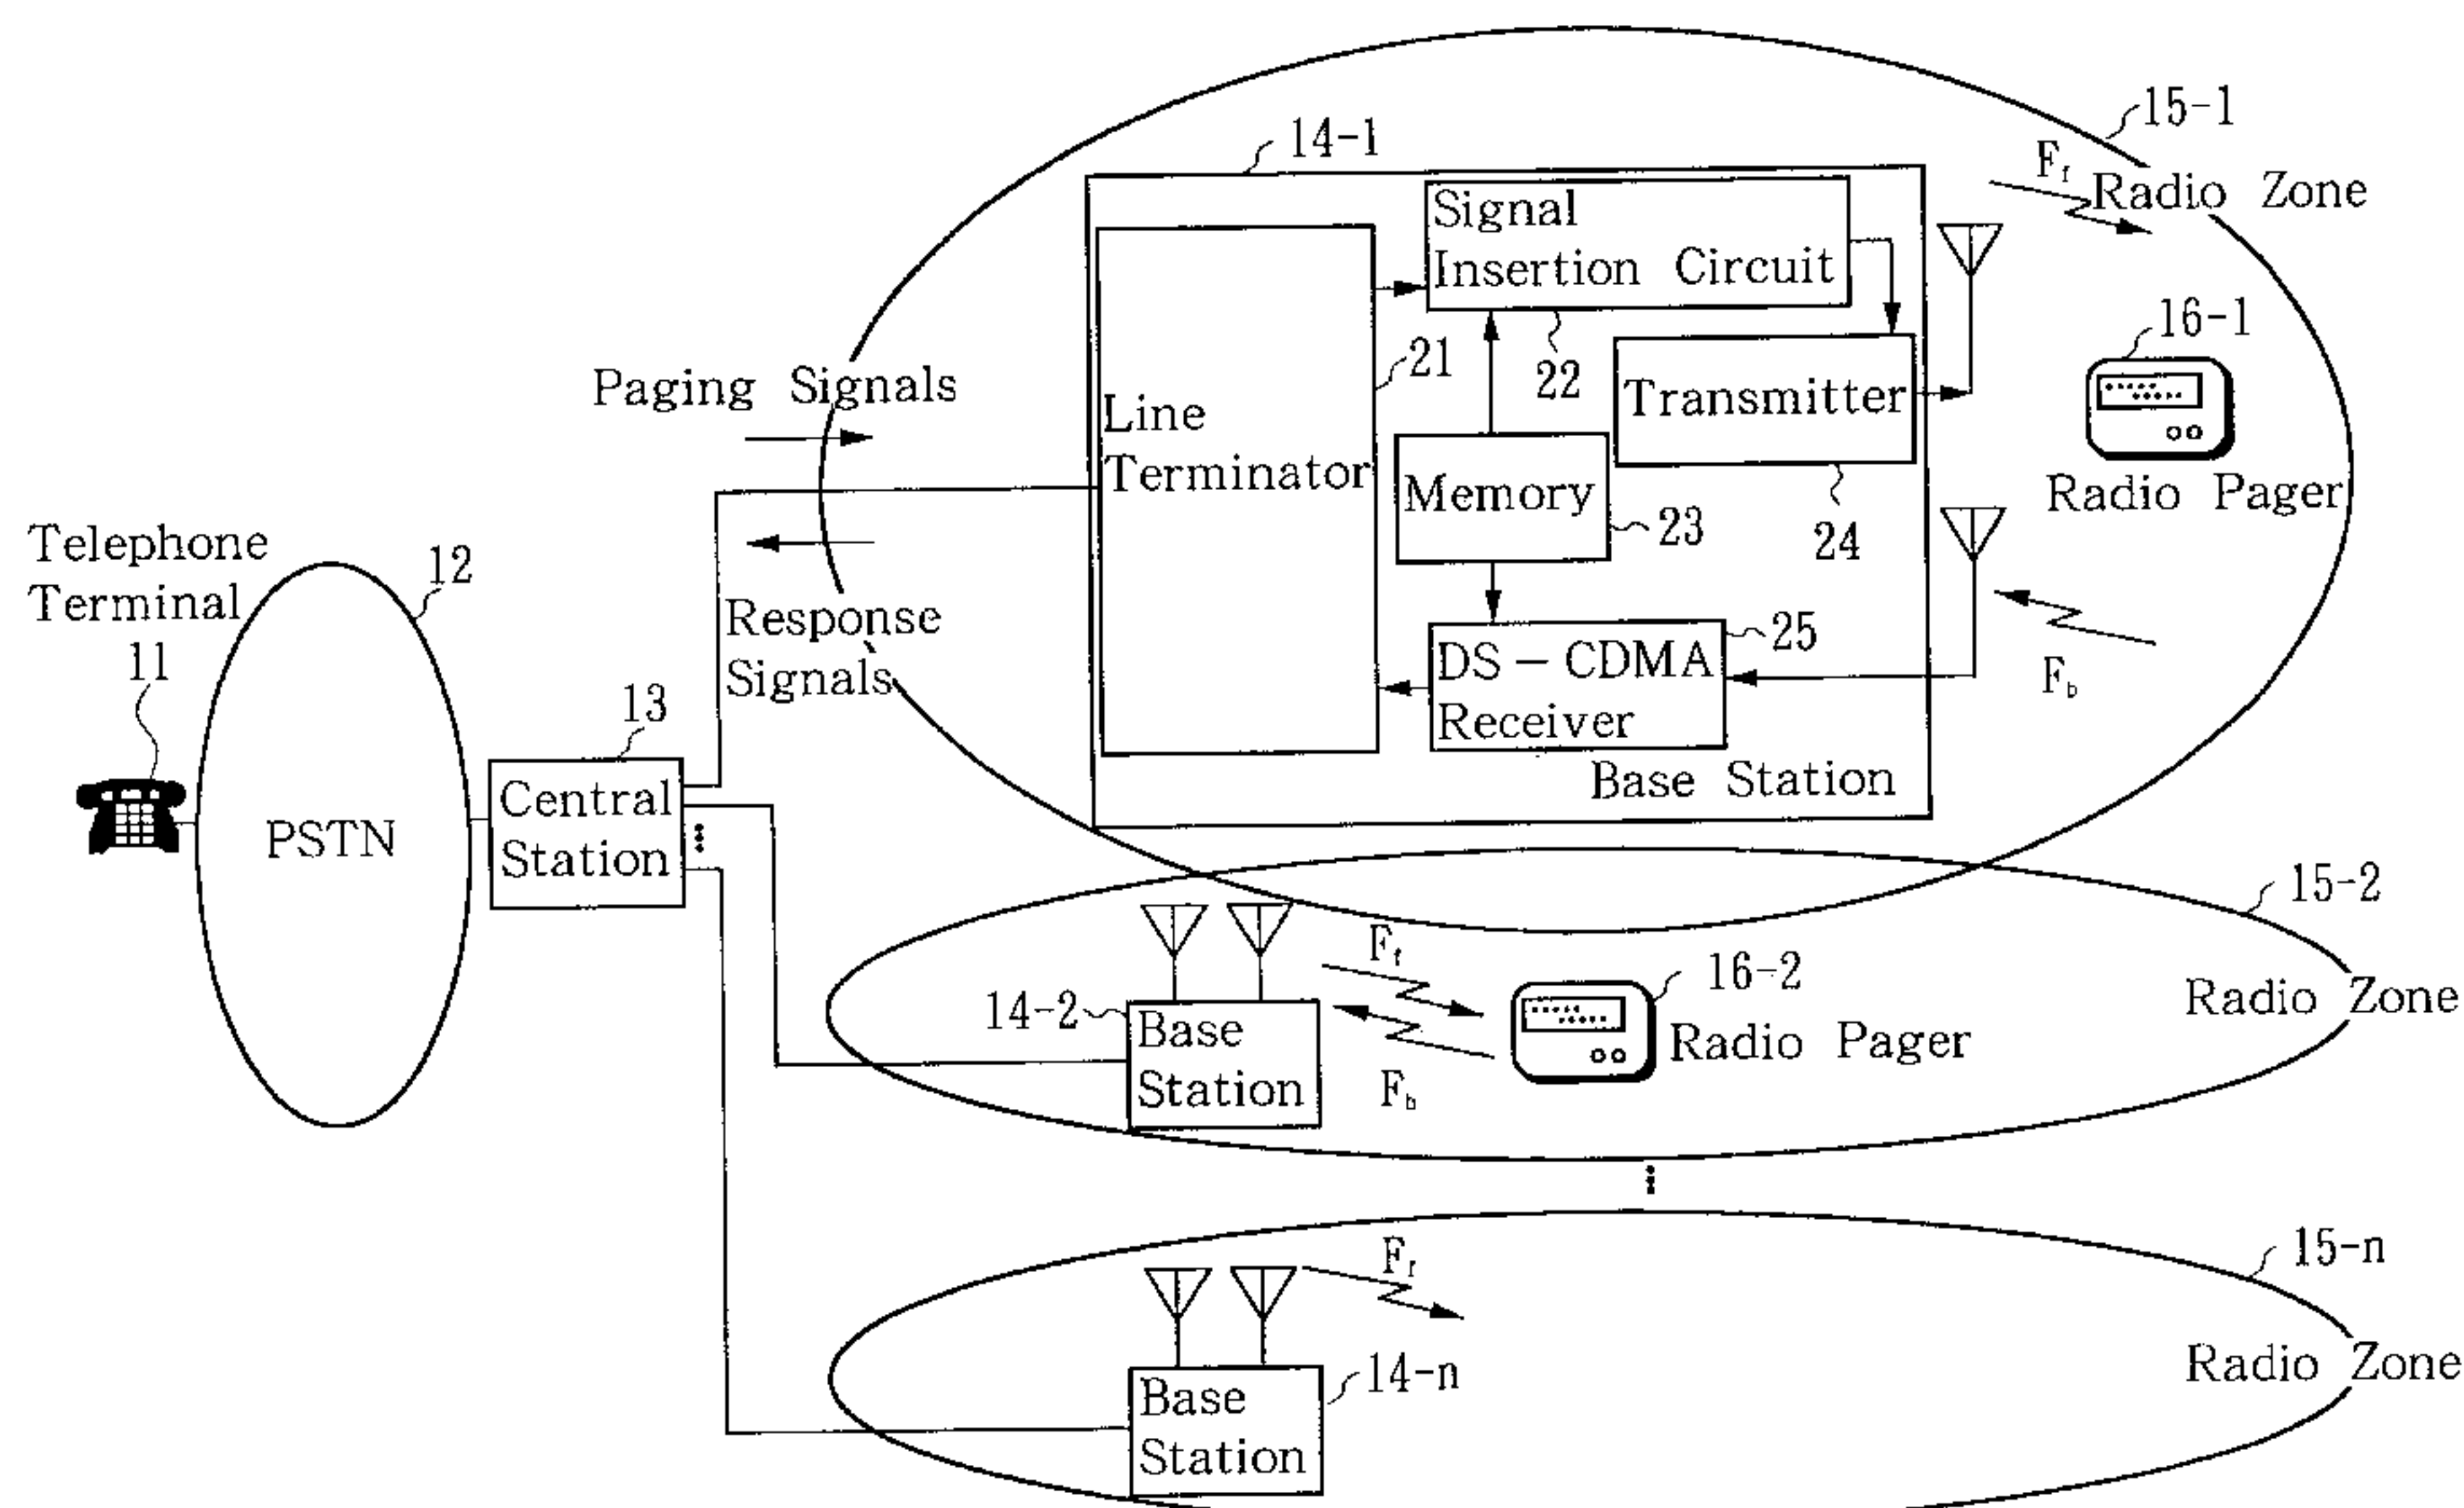 15-1
14-1
Ff
Radio Zone
Signal
Insertion Circuit
16-1
21
22
Paging Signals
Transmitter
Line
Terminator
Memory
Radio Pager
23
24
Telephone
Terminal
11
12
Response
Signals
25
DS-CDMA
Receiver
Fb
13
Base Station
Central
Station
PSTN
15-2
Ff
16-2
14-2
Base
Station
Radio Pager
Radio Zone
Fb
15-n
Ff
Radio Zone
14-n
Base
Station